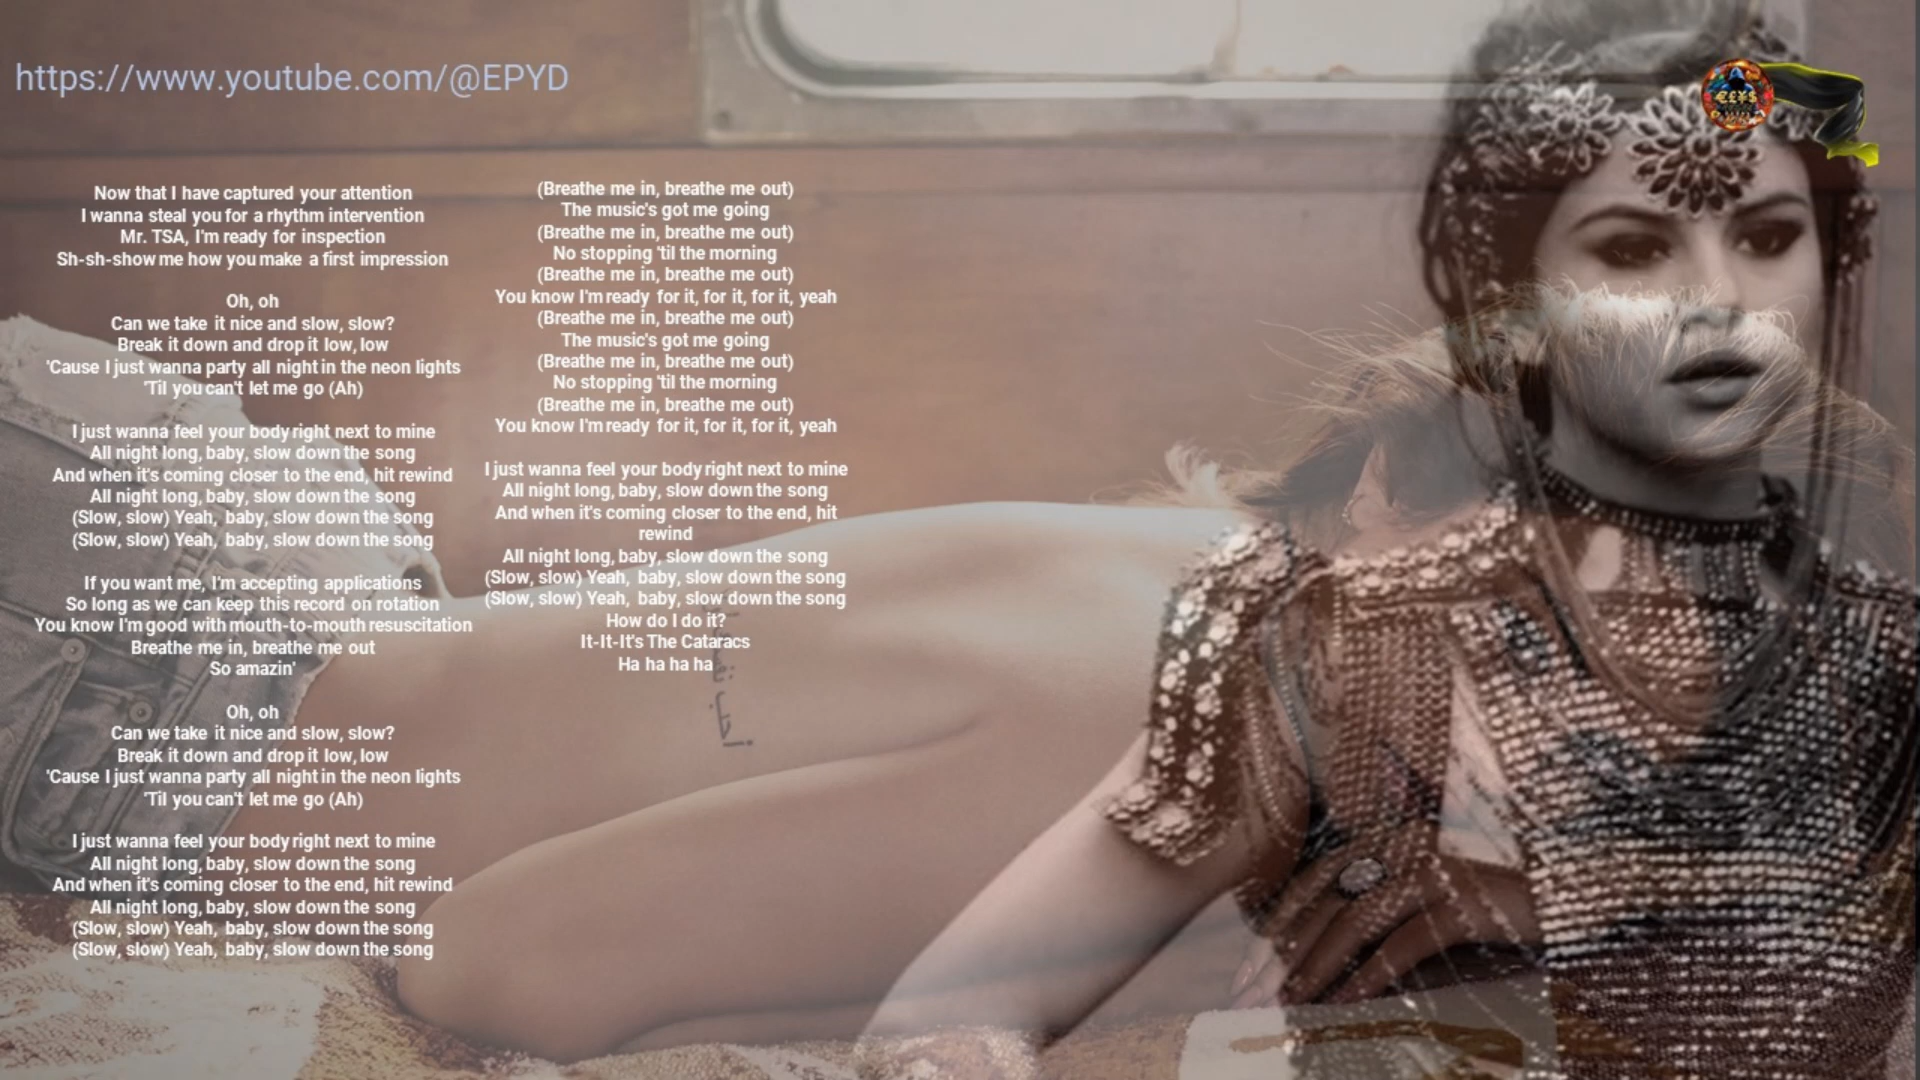 https://www.youtube.com/@EPYD
€£¥$
Now that I have captured your attention
I wanna steal you for a rhythm intervention
Mr. TSA, I'm ready for inspection
Sh-sh-show me how you make a first impression
Oh, oh
Can we take it nice and slow, slow?
Break it down and drop it low, low
'Cause I just wanna party all night in the neon lights
'Til you can't let me go (Ah)
I just wanna feel your body right next to mine
All night long, baby, slow down the song
And when it's coming closer to the end, hit rewind
All night long, baby, slow down the song
(Slow, slow) Yeah, baby, slow down the song
(Slow, slow) Yeah, baby, slow down the song
If you want me, I'm accepting applications
So long as we can keep this record on rotation
You know I'm good with mouth-to-mouth resuscitation
Breathe me in, breathe me out
So amazin'
Oh, oh
Can we take it nice and slow, slow?
Break it down and drop it low, low
'Cause I just wanna party all night in the neon lights
'Til you can't let me go (Ah)
I just wanna feel your body right next to mine
All night long, baby, slow down the song
And when it's coming closer to the end, hit rewind
All night long, baby, slow down the song
(Slow, slow) Yeah, baby, slow down the song
(Slow, slow) Yeah, baby, slow down the song
(Breathe me in, breathe me out)
The music's got me going
(Breathe me in, breathe me out)
No stopping 'til the morning
(Breathe me in, breathe me out)
You know I'm ready for it, for it, for it, yeah
(Breathe me in, breathe me out)
The music's got me going
(Breathe me in, breathe me out)
No stopping 'til the morning
(Breathe me in, breathe me out)
You know I'm ready for it, for it, for it, yeah
I just wanna feel your body right next to mine
All night long, baby, slow down the song
And when it's coming closer to the end, hit
rewind
All night long, baby, slow down the song
(Slow, slow) Yeah, baby, slow down the song
(Slow, slow) Yeah, baby, slow down the song
How do I do it?
It-It-It's The Cataracs
Ha ha ha ha